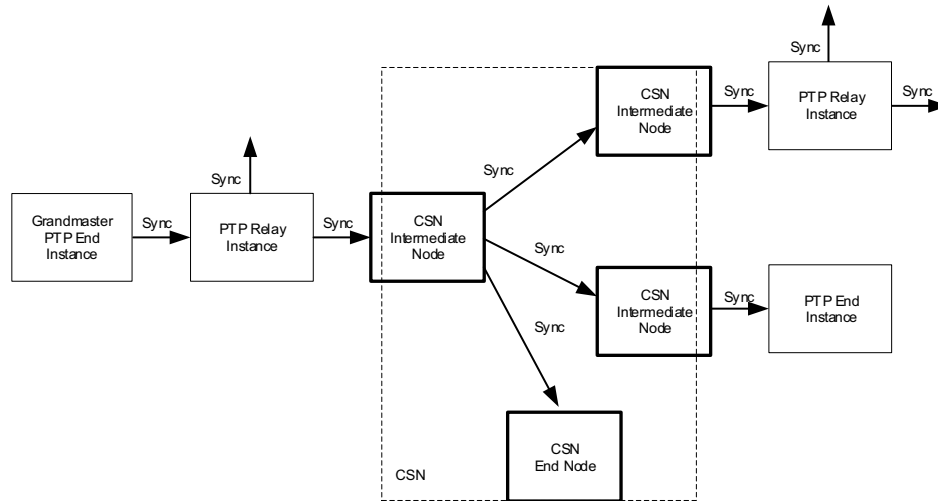 Sync
CSN
Intermediate
Node
Sync
PTP Relay
Instance
Sync
Sync
Sync
Grandmaster
PTP End
Instance
Sync
PTP Relay
Instance
Sync
CSN
Intermediate
Node
Sync
CSN
Intermediate
Node
Sync
PTP End
Instance
Sync
CSN
End Node
CSN